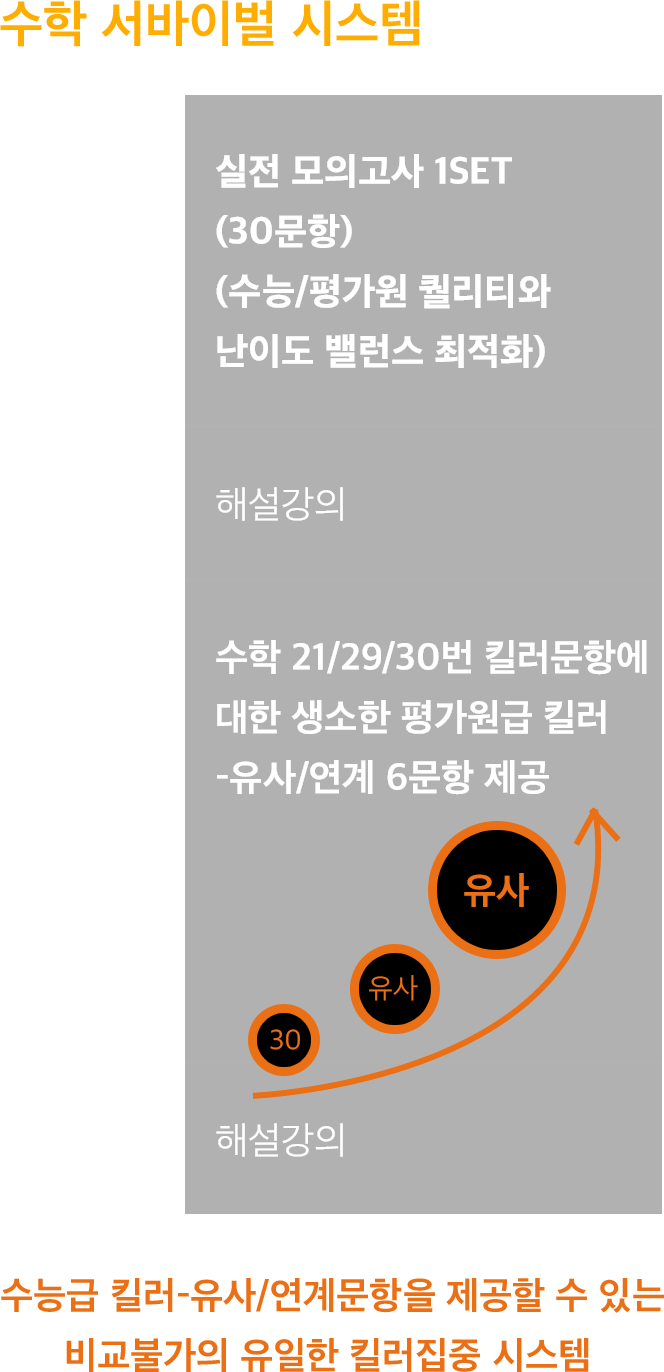 수학 서바이벌 시스템
실전 모의고사 1SET
(30문항)
(수능/평가원 퀄리티와
난이도 밸런스 최적화)
해설강의
수학 21/29/30번 킬러문항에
대한 생소한 평가원급 킬러
-유사/연계 6문항 제공
유사
유사
30
해설강의
수능급 킬러-유사/연계문항을 제공할 수 있는
비교불가의 유일한 킬러집중 시스템